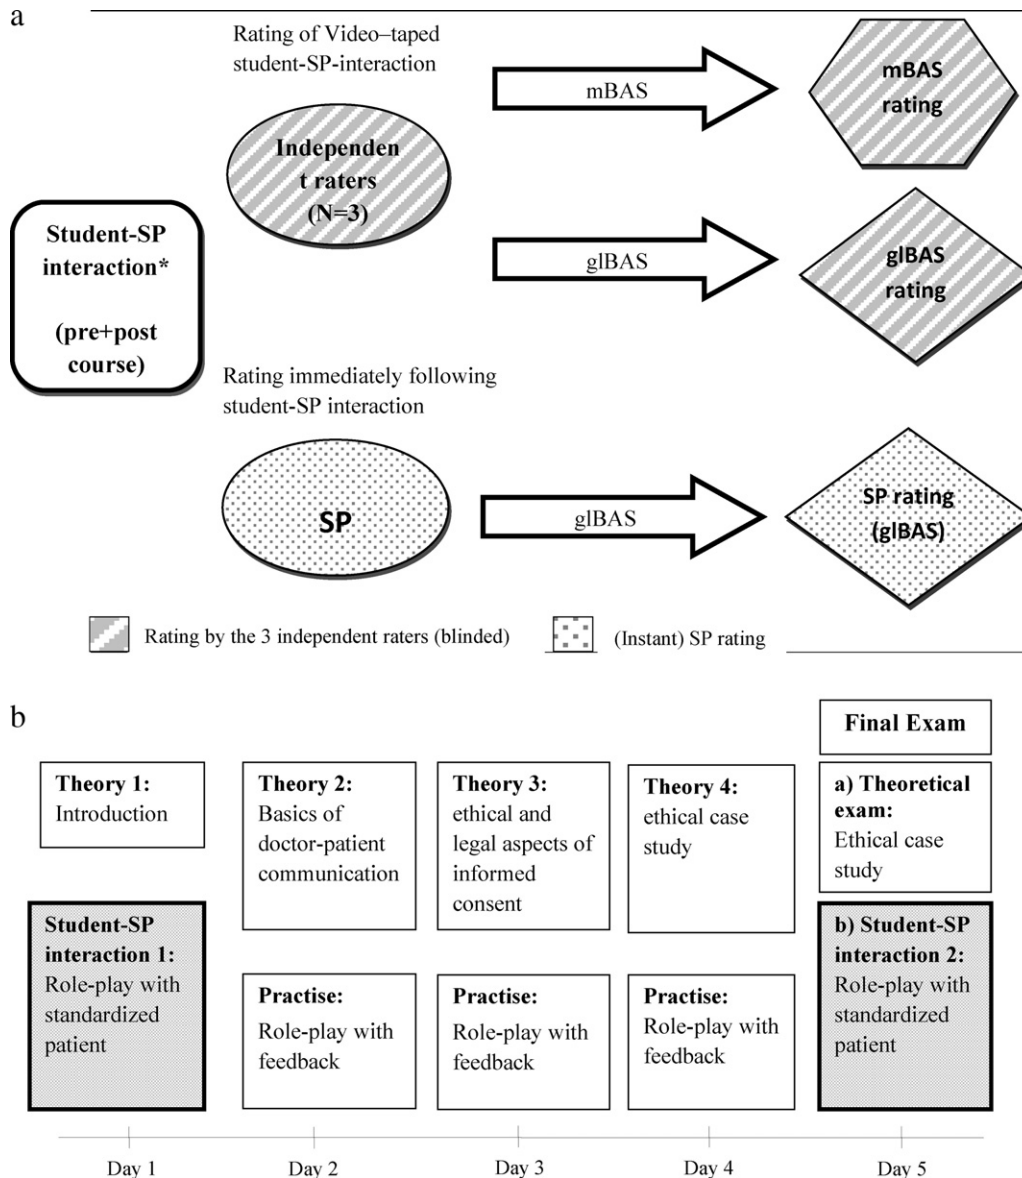 a
Rating of Video–taped
student-SP-interaction
mBAS
mBAS
rating
Independen
t raters
(N=3)
Student-SP
interaction*
(pre+post
course)
glBAS
glBAS
rating
Rating immediately following
student-SP interaction
SP
glBAS
SP rating
(glBAS)
Rating by the 3 independent raters (blinded)
(Instant) SP rating
b
Final Exam
Theory 1:
Introduction
Theory 2:
Basics of
doctor-patient
communication
Theory 3:
ethical and
legal aspects of
informed
consent
Theory 4:
ethical case
study
a) Theoretical
exam:
Ethical case
study
Student-SP
interaction 1:
Role-play with
standardized
patient
Practise:
Role-play with
feedback
Practise:
Role-play with
feedback
Practise:
Role-play with
feedback
b) Student-SP
interaction 2:
Role-play with
standardized
patient
Day 1
Day 2
Day 3
Day 4
Day 5